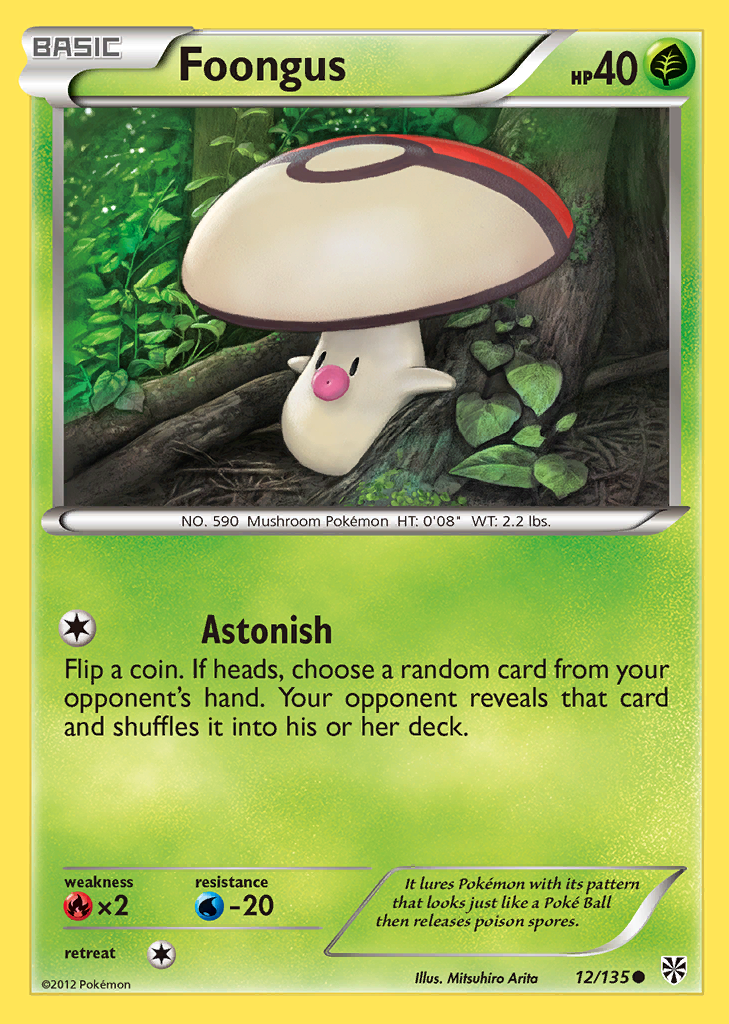 BASIC
Foongus
HP40
NO. 590 Mushroom Pokémon HT: 0'08" WT: 2.2 lbs.
Astonish
Flip a coin. If heads, choose a random card from your
opponent's hand. Your opponent reveals that card
and shuffles it into his or her deck.
weakness
×2
resistance
-20
retreat
It lures Pokémon with its pattern
that looks just like a Poké Ball
then releases poison spores.
©2012 Pokémon
Illus. Mitsuhiro Arita
12/135